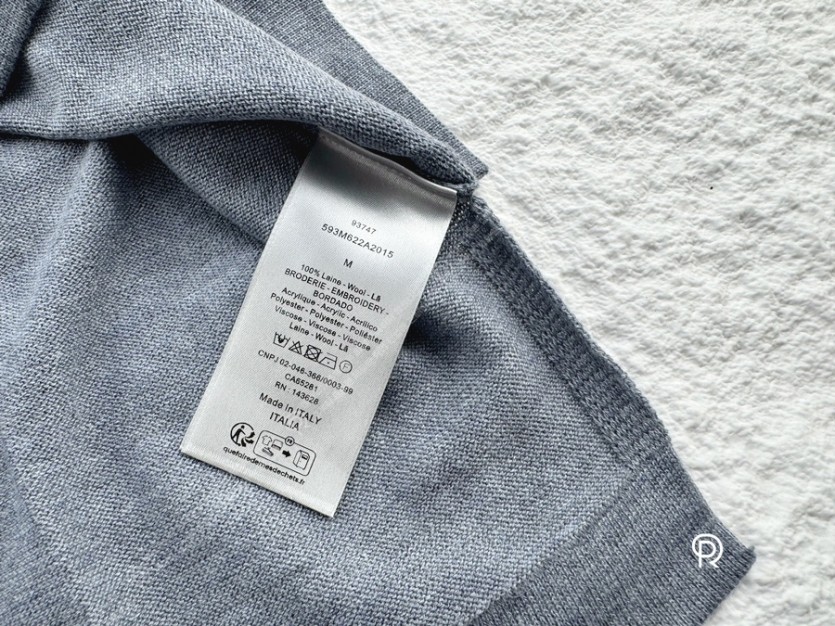 93747
593M622A2015
M
100% Laine - Wool - Lã
BRODERIE - EMBROIDERY -
BORDADO
Acrylique - Acrylic - Acrílico
Polyester - Polyester - Poliéster
Viscose - Viscose - Viscose
Laine - Wool - Lã
CNPJ 02-046-368/0003-99
CA65281
RN : 143628
Made in ITALY
ITALIA
FR
quefairedemesdechets.fr